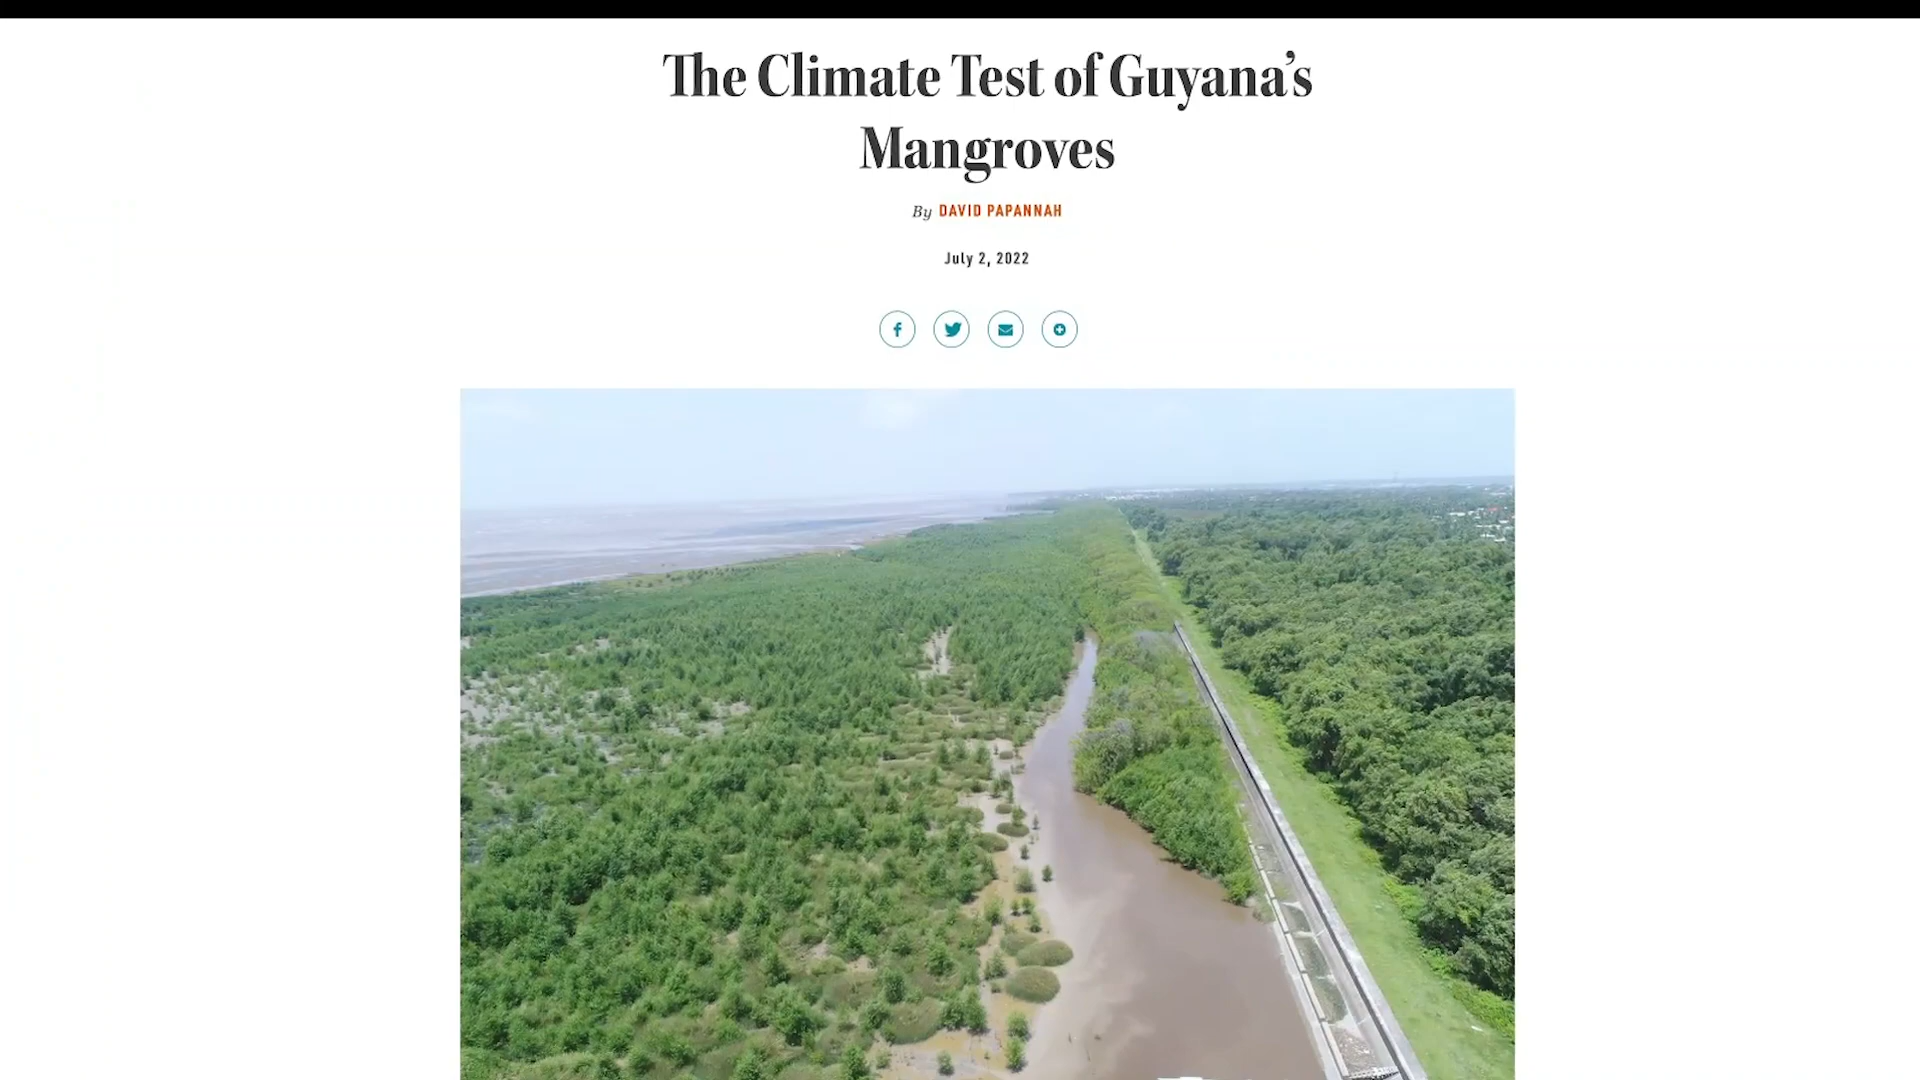 The Climate Test of Guyana’s
Mangroves
By DAVID PAPANNAH
July 2, 2022